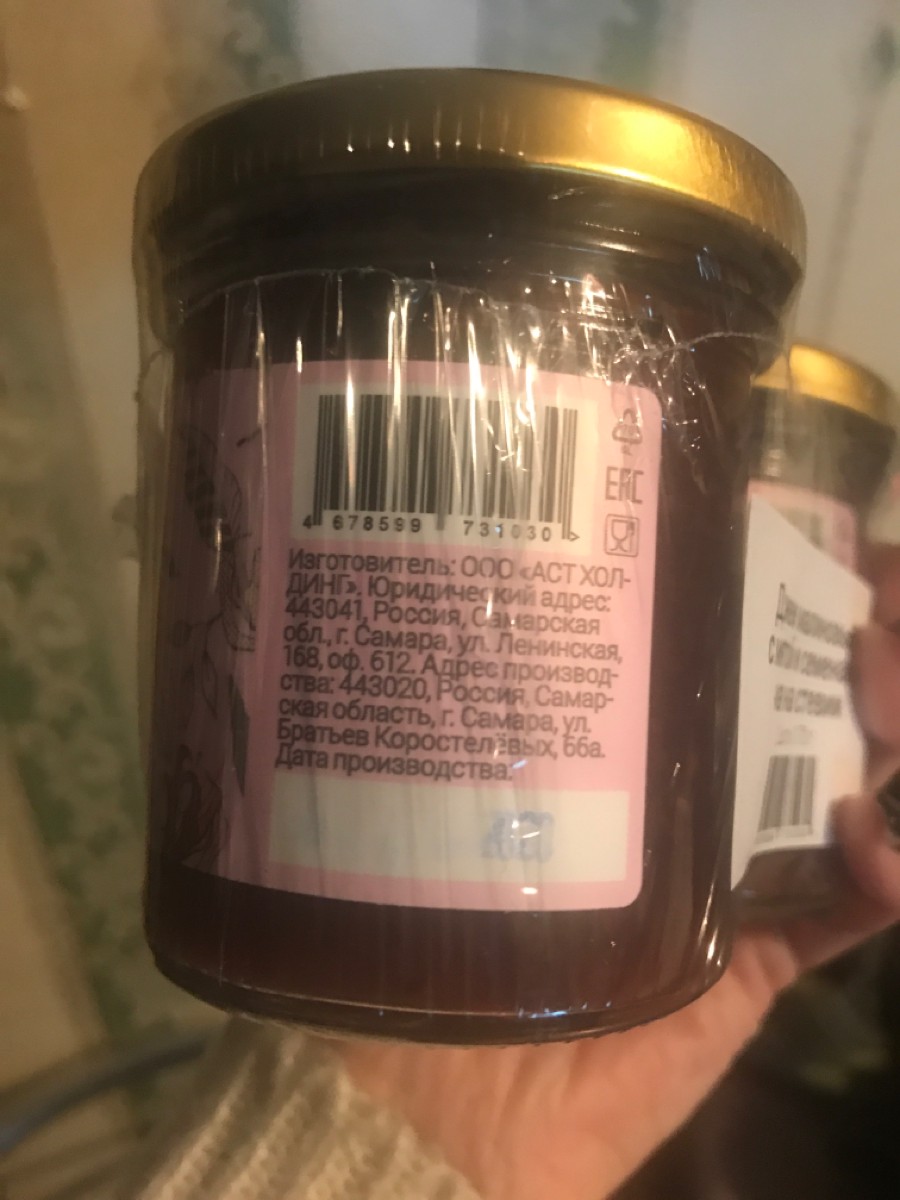 4 678599 731030 >
ЕАС
Изготовитель: ООО «АСТ ХОЛ-
ДИНГ». Юридический адрес:
443041, Россия, Самарская
обл., г. Самара, ул. Ленинская,
168, оф. 612. Адрес производ-
ства: 443020, Россия, Самар-
ская область, г. Самара, ул.
Братьев Коростелёвых, 66а.
Дата производства: